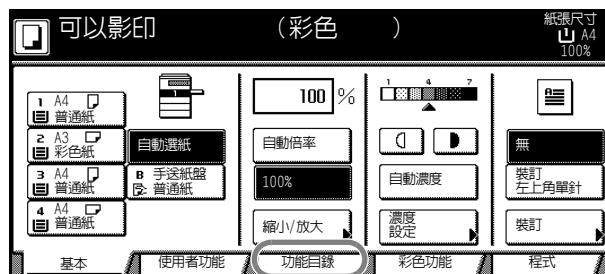 可以影印 （彩色 ） 紙張尺寸
A4
100%
1 A4
普通紙
2 A3
彩色紙
3 A4
普通紙
4 A4
普通紙
1
自動選紙
B 手送紙盤
普通紙
100 %
自動倍率
100%
縮小/放大
1 4 7
自動濃度
濃度
設定
無
裝訂
左上角單針
裝訂
基本 使用者功能 功能目錄 彩色功能 程式